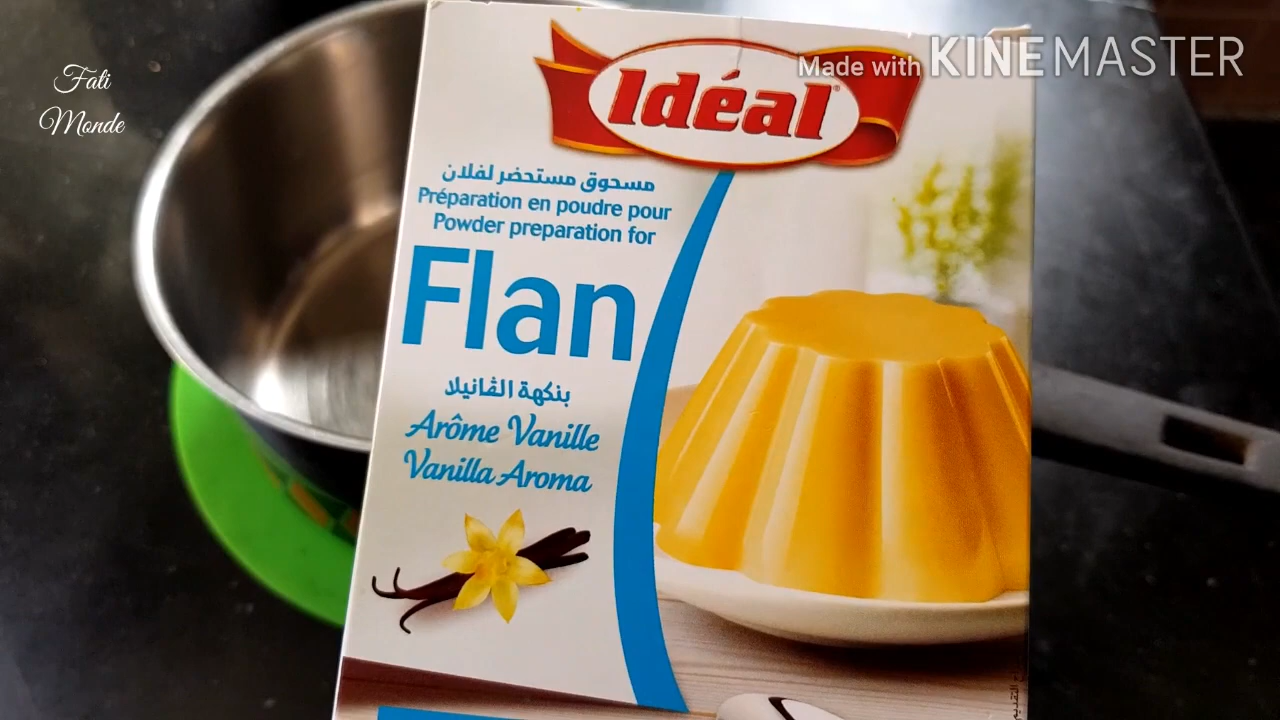 Fati
Monde
Made with KINEMASTER
Idéal
مسحوق مستحضر لفلان
Préparation en poudre pour
Powder preparation for
Flan
بنكهة الڤانيلا
Arôme Vanille
Vanilla Aroma